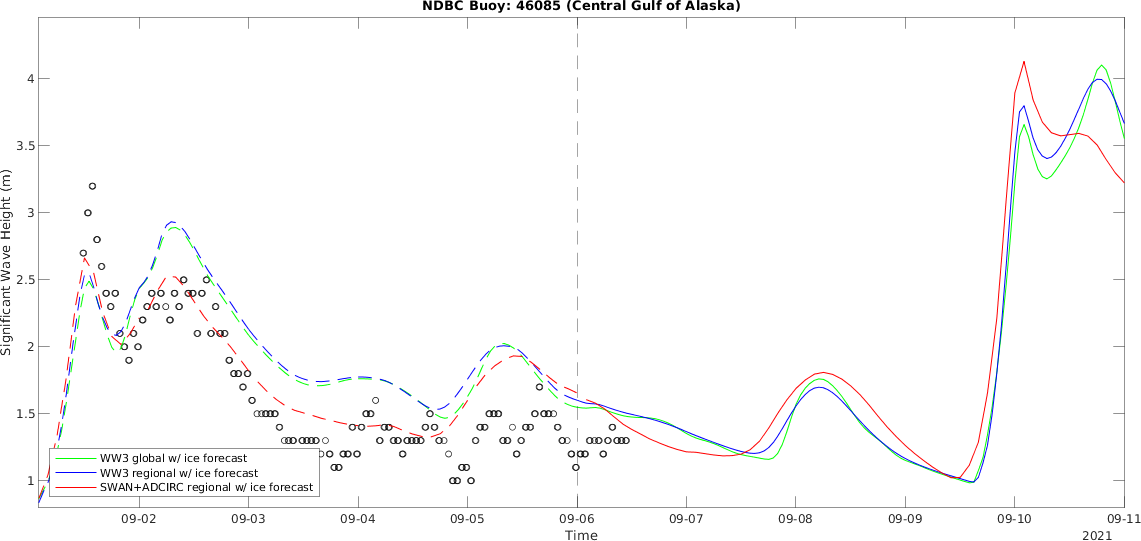 NDBC Buoy: 46085 (Central Gulf of Alaska)
Significant Wave Height (m)
4
3.5
3
2.5
2
1.5
1
WW3 global w/ ice forecast
WW3 regional w/ ice forecast
SWAN+ADCIRC regional w/ ice forecast
09-02 09-03 09-04 09-05 09-06 09-07 09-08 09-09 09-10 09-11
Time
2021